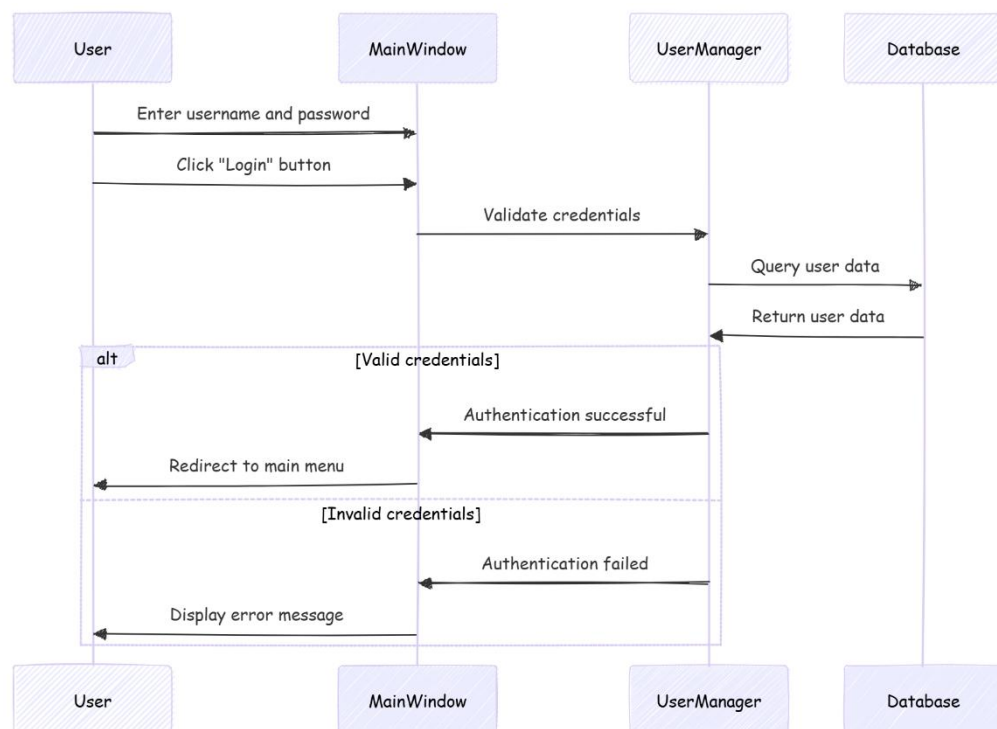 User
MainWindow
UserManager
Database
Enter username and password
Click "Login" button
Validate credentials
Query user data
Return user data
alt
[Valid credentials]
Authentication successful
Redirect to main menu
[Invalid credentials]
Authentication failed
Display error message
User
MainWindow
UserManager
Database